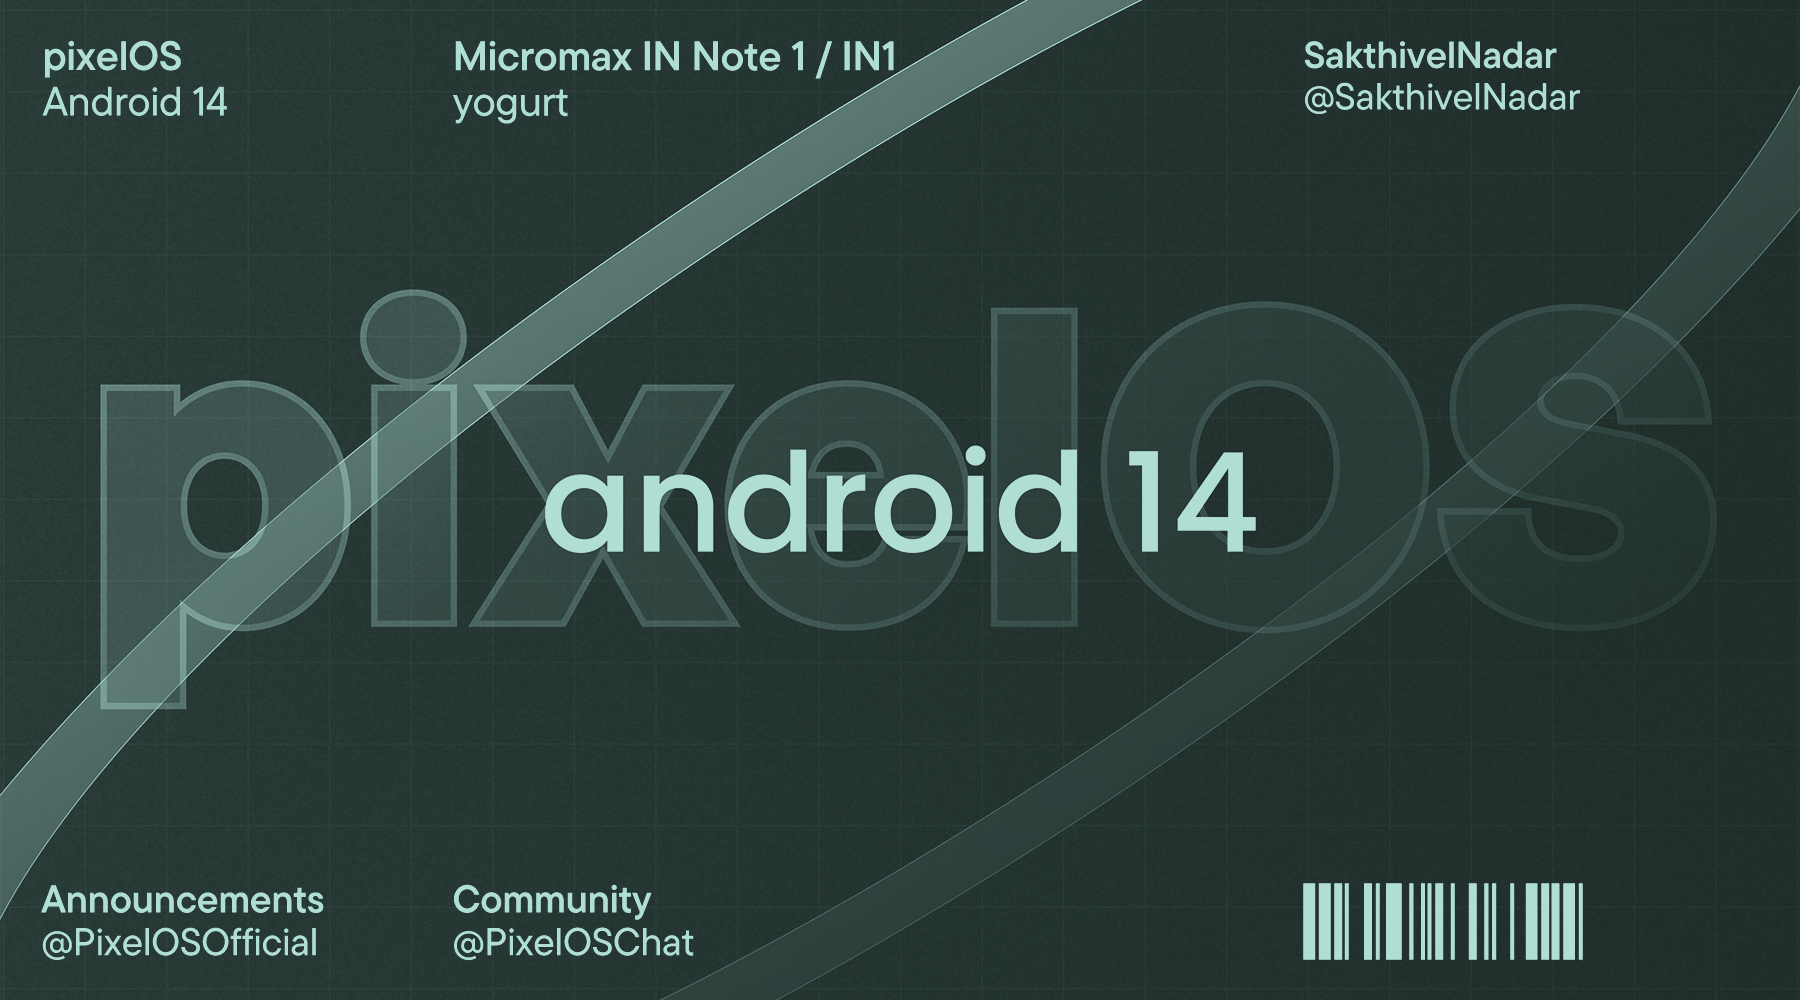 pixelOS
Android 14
Micromax IN Note 1 / IN1
yogurt
SakthivelNadar
@SakthivelNadar
pixelOS
android 14
Announcements
@PixelOSOfficial
Community
@PixelOSChat